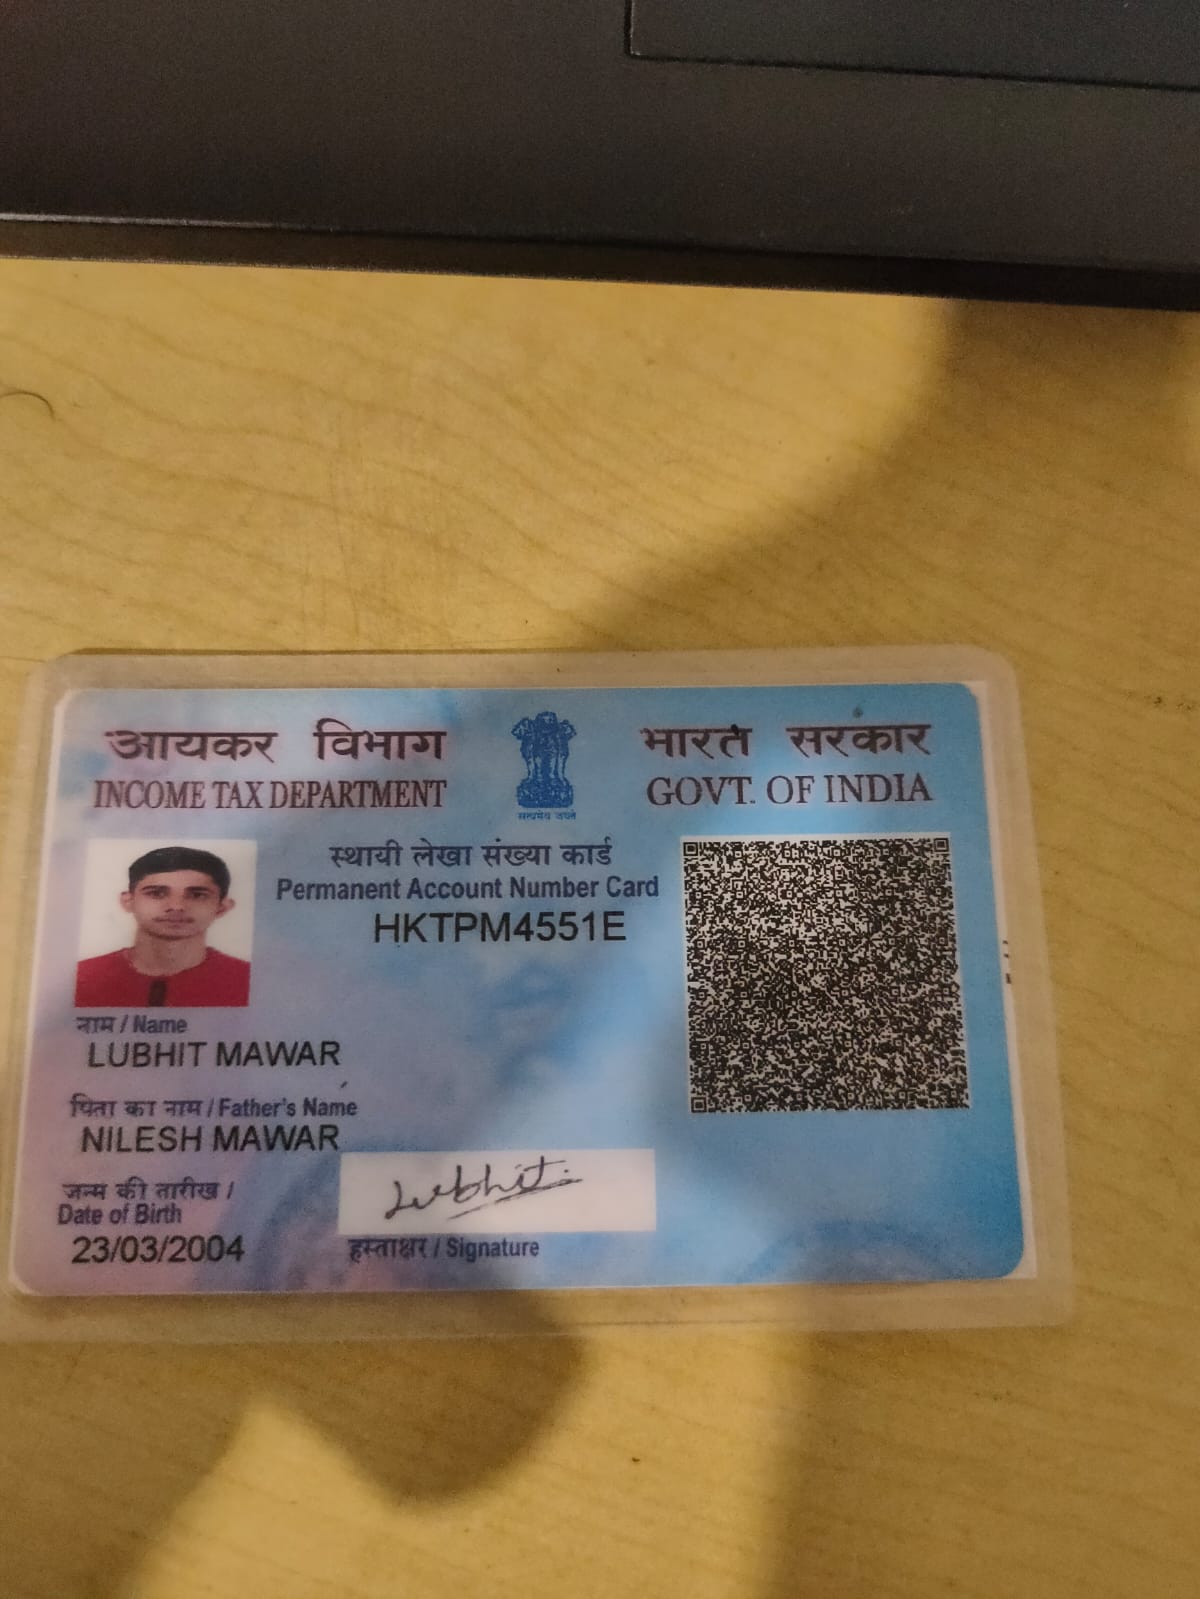 आयकर विभाग
INCOME TAX DEPARTMENT
सत्यमेव जयते
भारत सरकार
GOVT. OF INDIA
स्थायी लेखा संख्या कार्ड
Permanent Account Number Card
HKTPM4551E
नाम / Name
LUBHIT MAWAR
पिता का नाम / Father's Name
NILESH MAWAR
जन्म की तारीख /
Date of Birth
23/03/2004
Lubhit
हस्ताक्षर / Signature